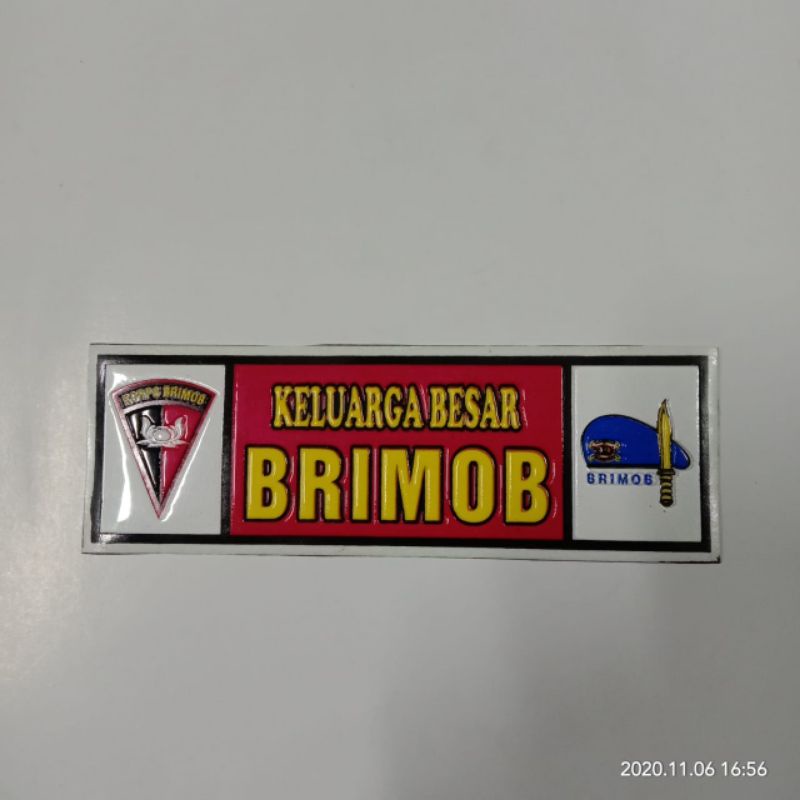 KORPS BRIMOB
KELUARGA BESAR
BRIMOB
BRIMOB
2020.11.06 16:56